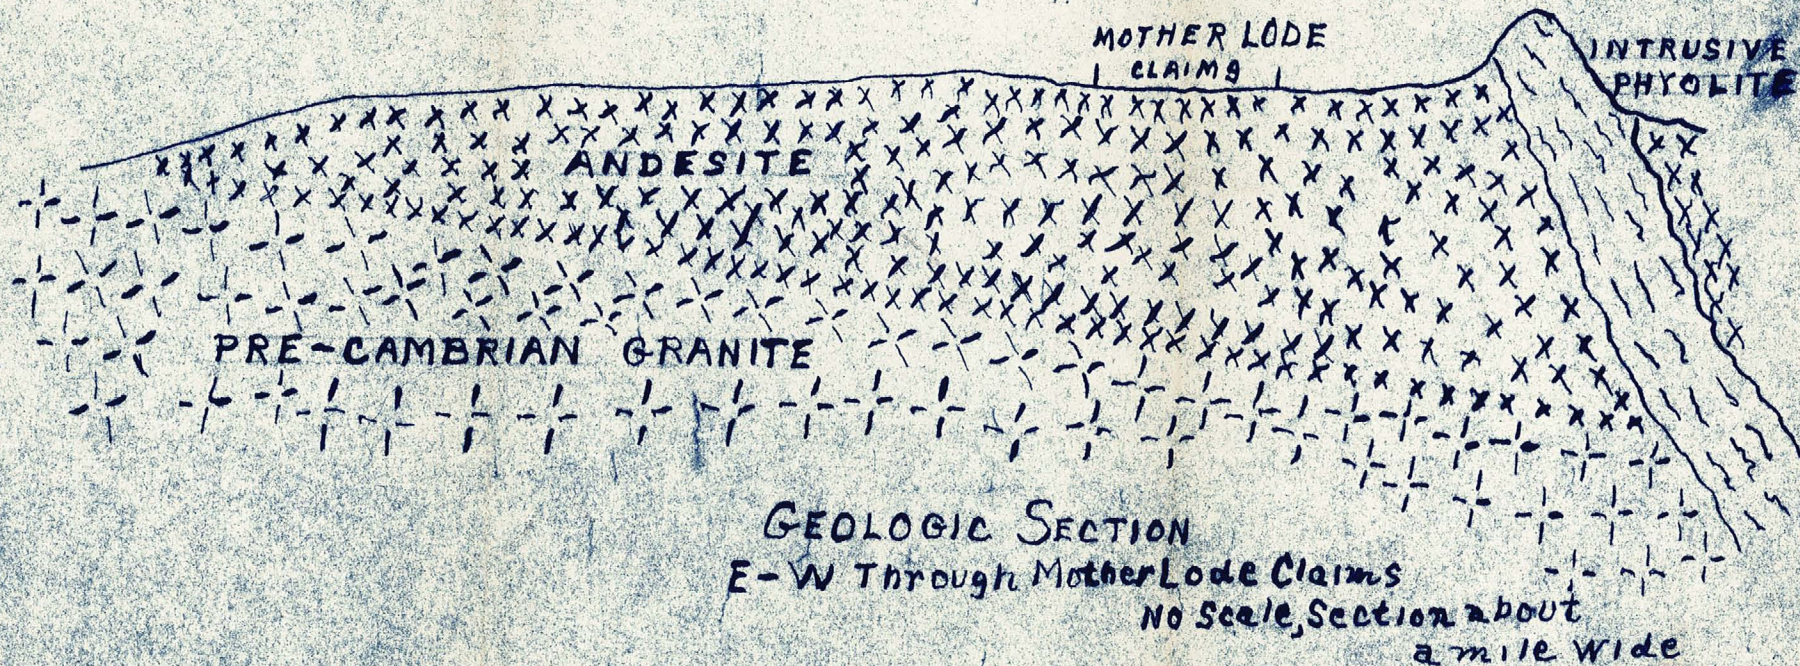 MOTHER LODE
CLAIMS
INTRUSIVE
PHYOLITE
ANDESITE
PRE-CAMBRIAN GRANITE
GEOLOGIC SECTION
E-W Through Mother Lode Claims
No Scale, Section about
a mile wide